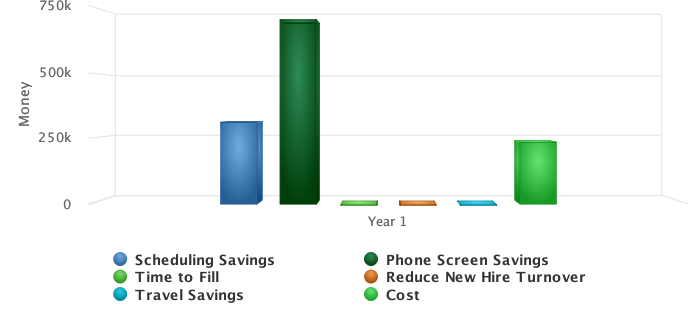 750k
500k
250k
0
Money
Year 1
Scheduling Savings
Phone Screen Savings
Time to Fill
Reduce New Hire Turnover
Travel Savings
Cost